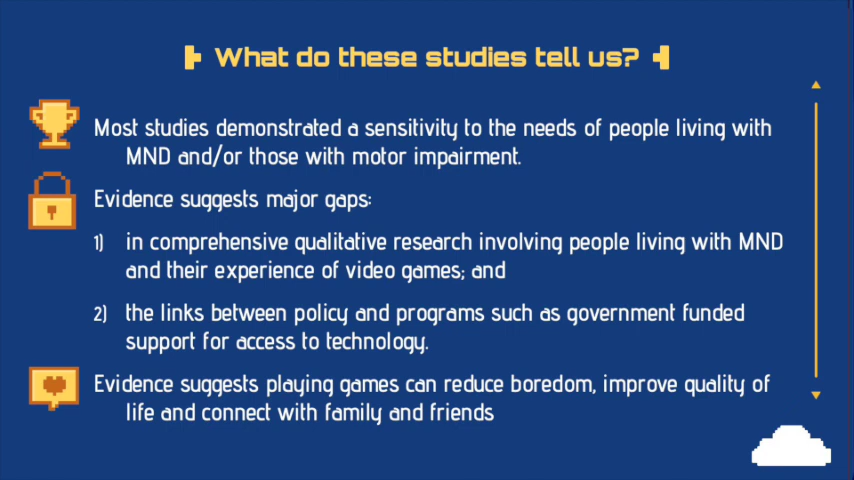 What do these studies tell us?
Most studies demonstrated a sensitivity to the needs of people living with
MND and/or those with motor impairment.
Evidence suggests major gaps:
1) in comprehensive qualitative research involving people living with MND
and their experience of video games; and
2) the links between policy and programs such as government funded
support for access to technology.
Evidence suggests playing games can reduce boredom, improve quality of
life and connect with family and friends